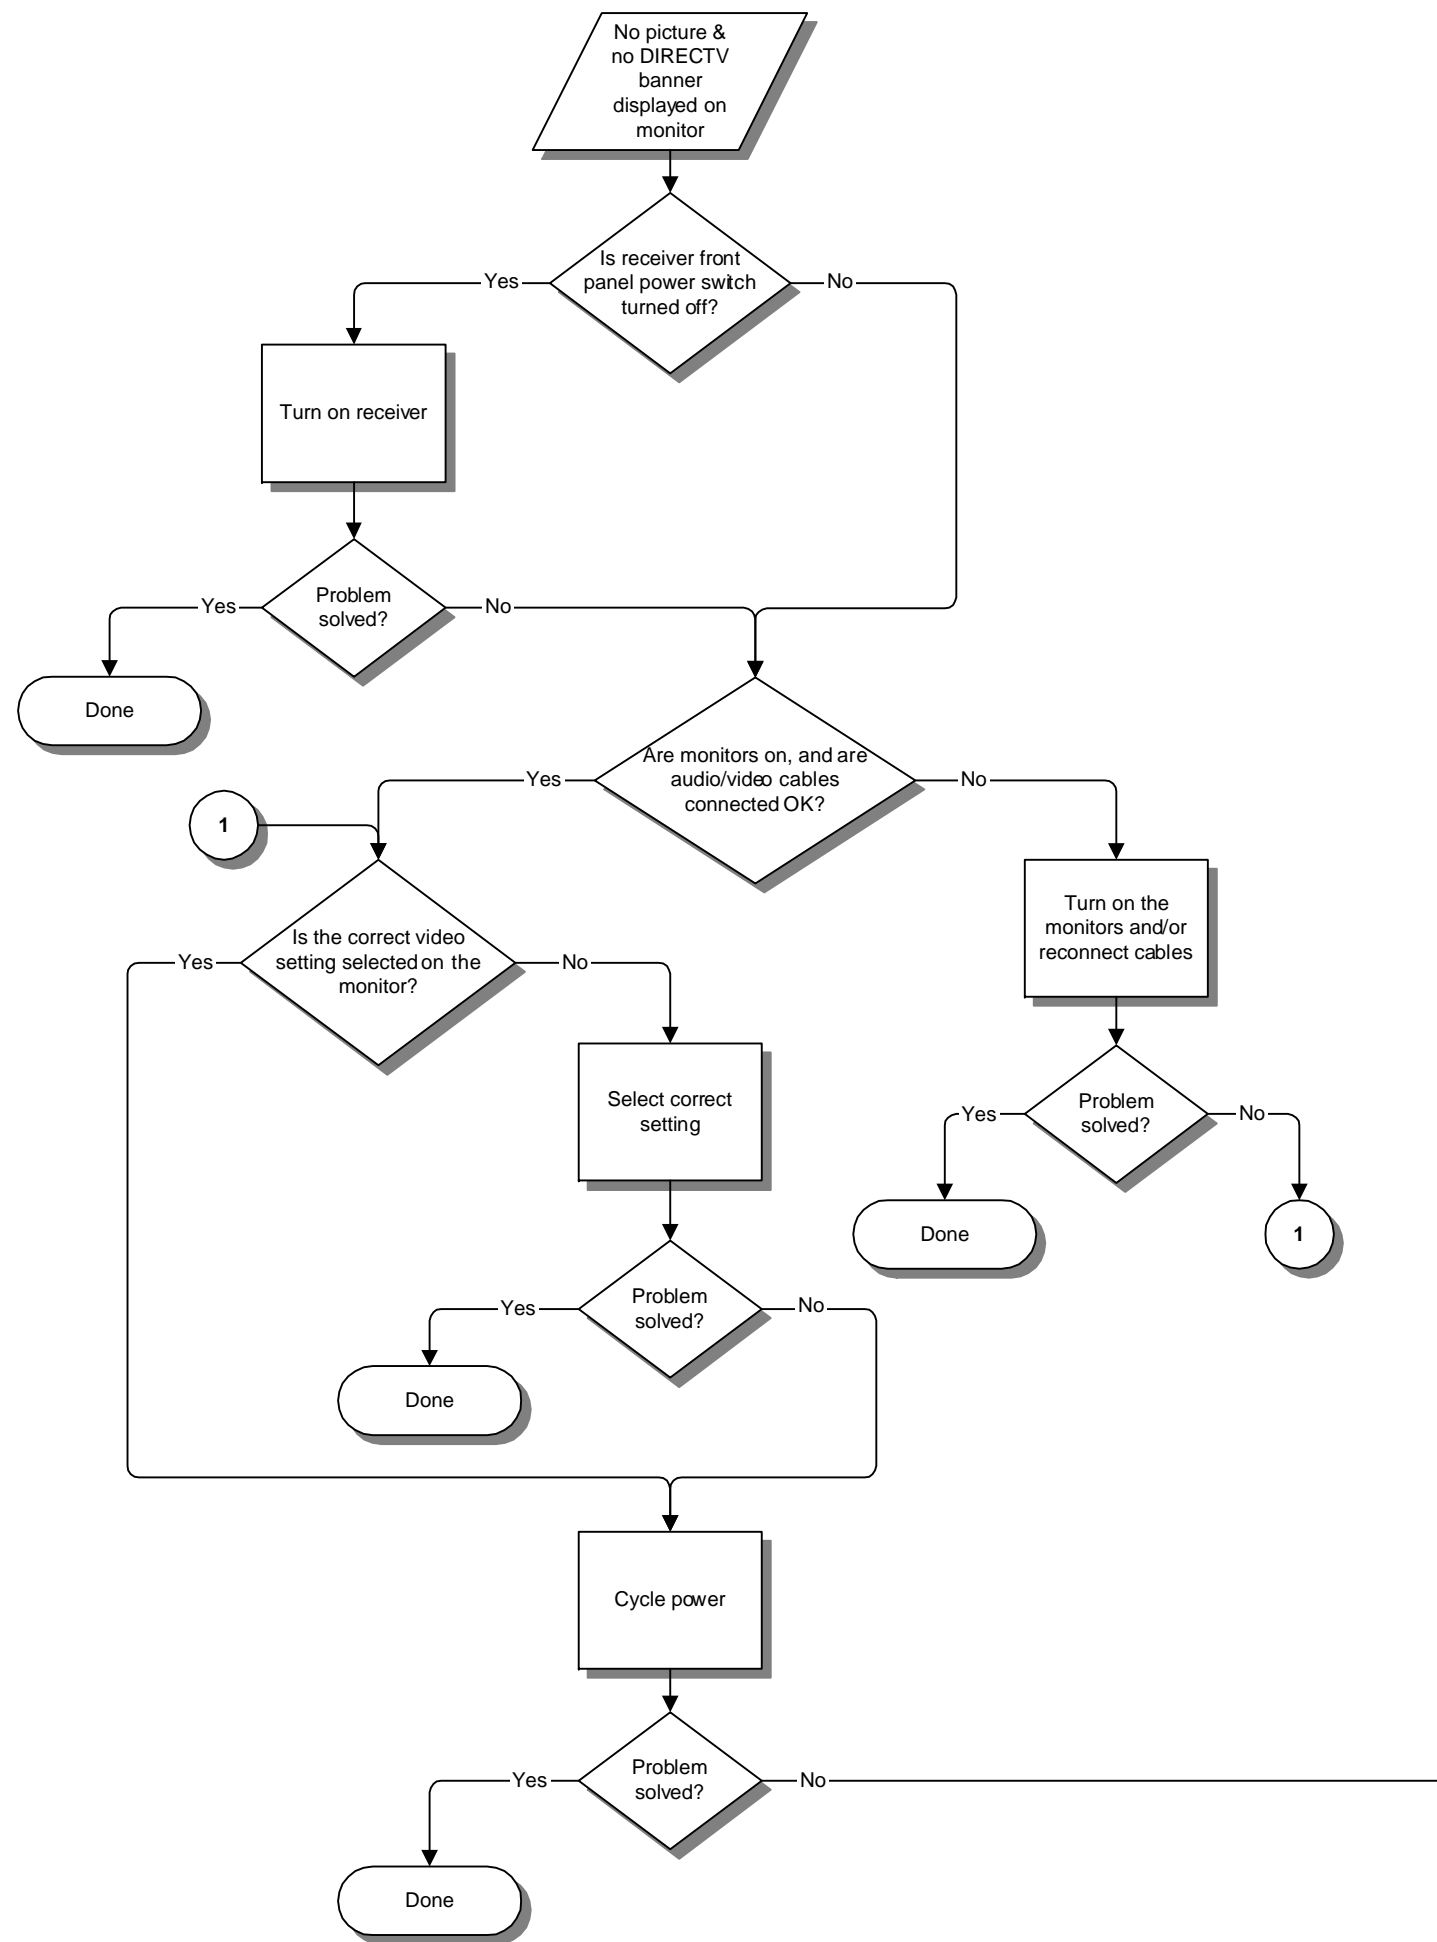 No picture &
no DIRECTV
banner
displayed on
monitor
Is receiver front
panel power switch
turned off?
Yes
No
Turn on receiver
Problem
solved?
Yes
No
Done
Are monitors on, and are
audio/video cables
connected OK?
Yes
No
1
Is the correct video
setting selected on the
monitor?
Yes
No
Turn on the
monitors and/or
reconnect cables
Select correct
setting
Problem
solved?
Yes
No
Done
1
Problem
solved?
Yes
No
Done
Cycle power
Problem
solved?
Yes
No
Done